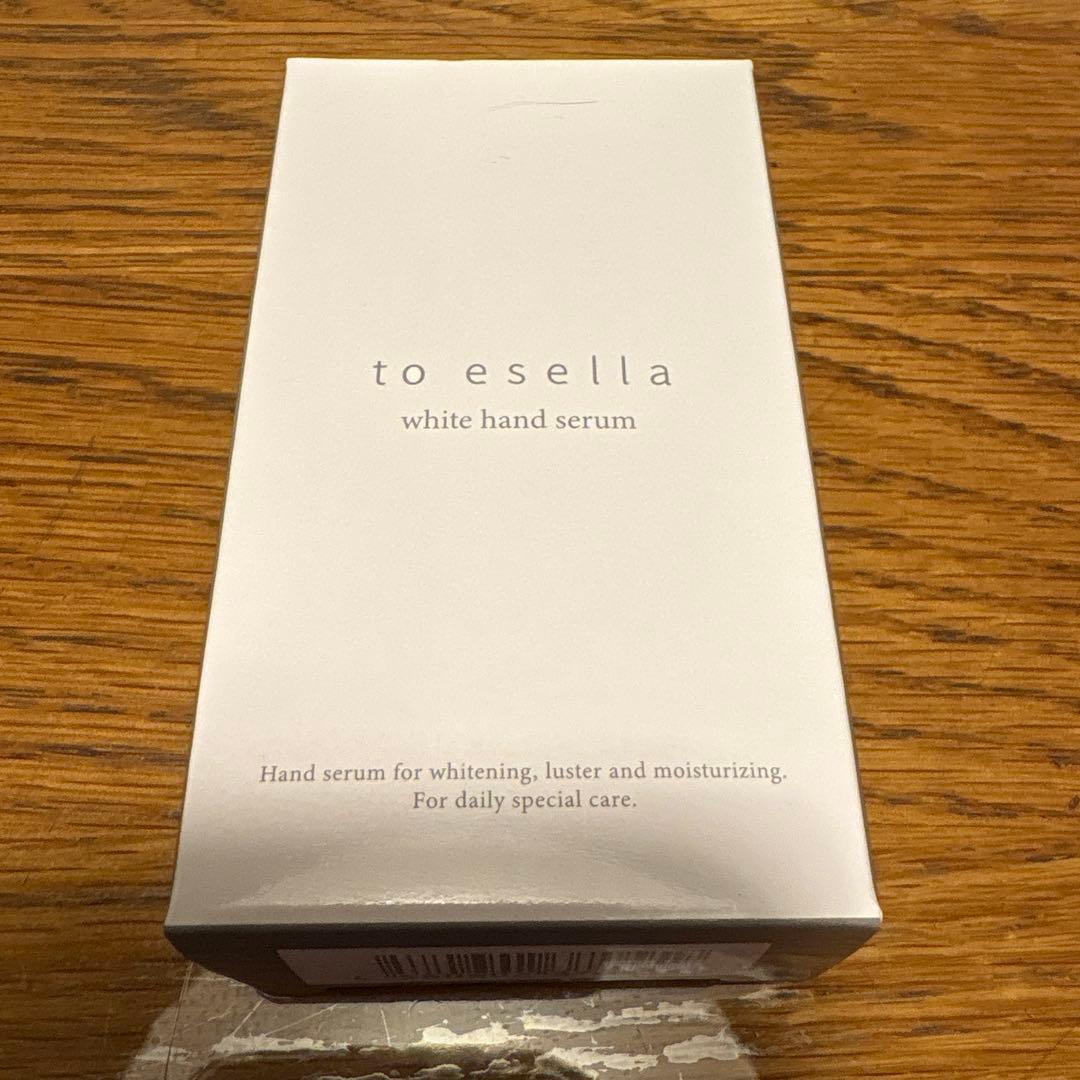 to esella
white hand serum
Hand serum for whitening, luster and moisturizing.
For daily special care.